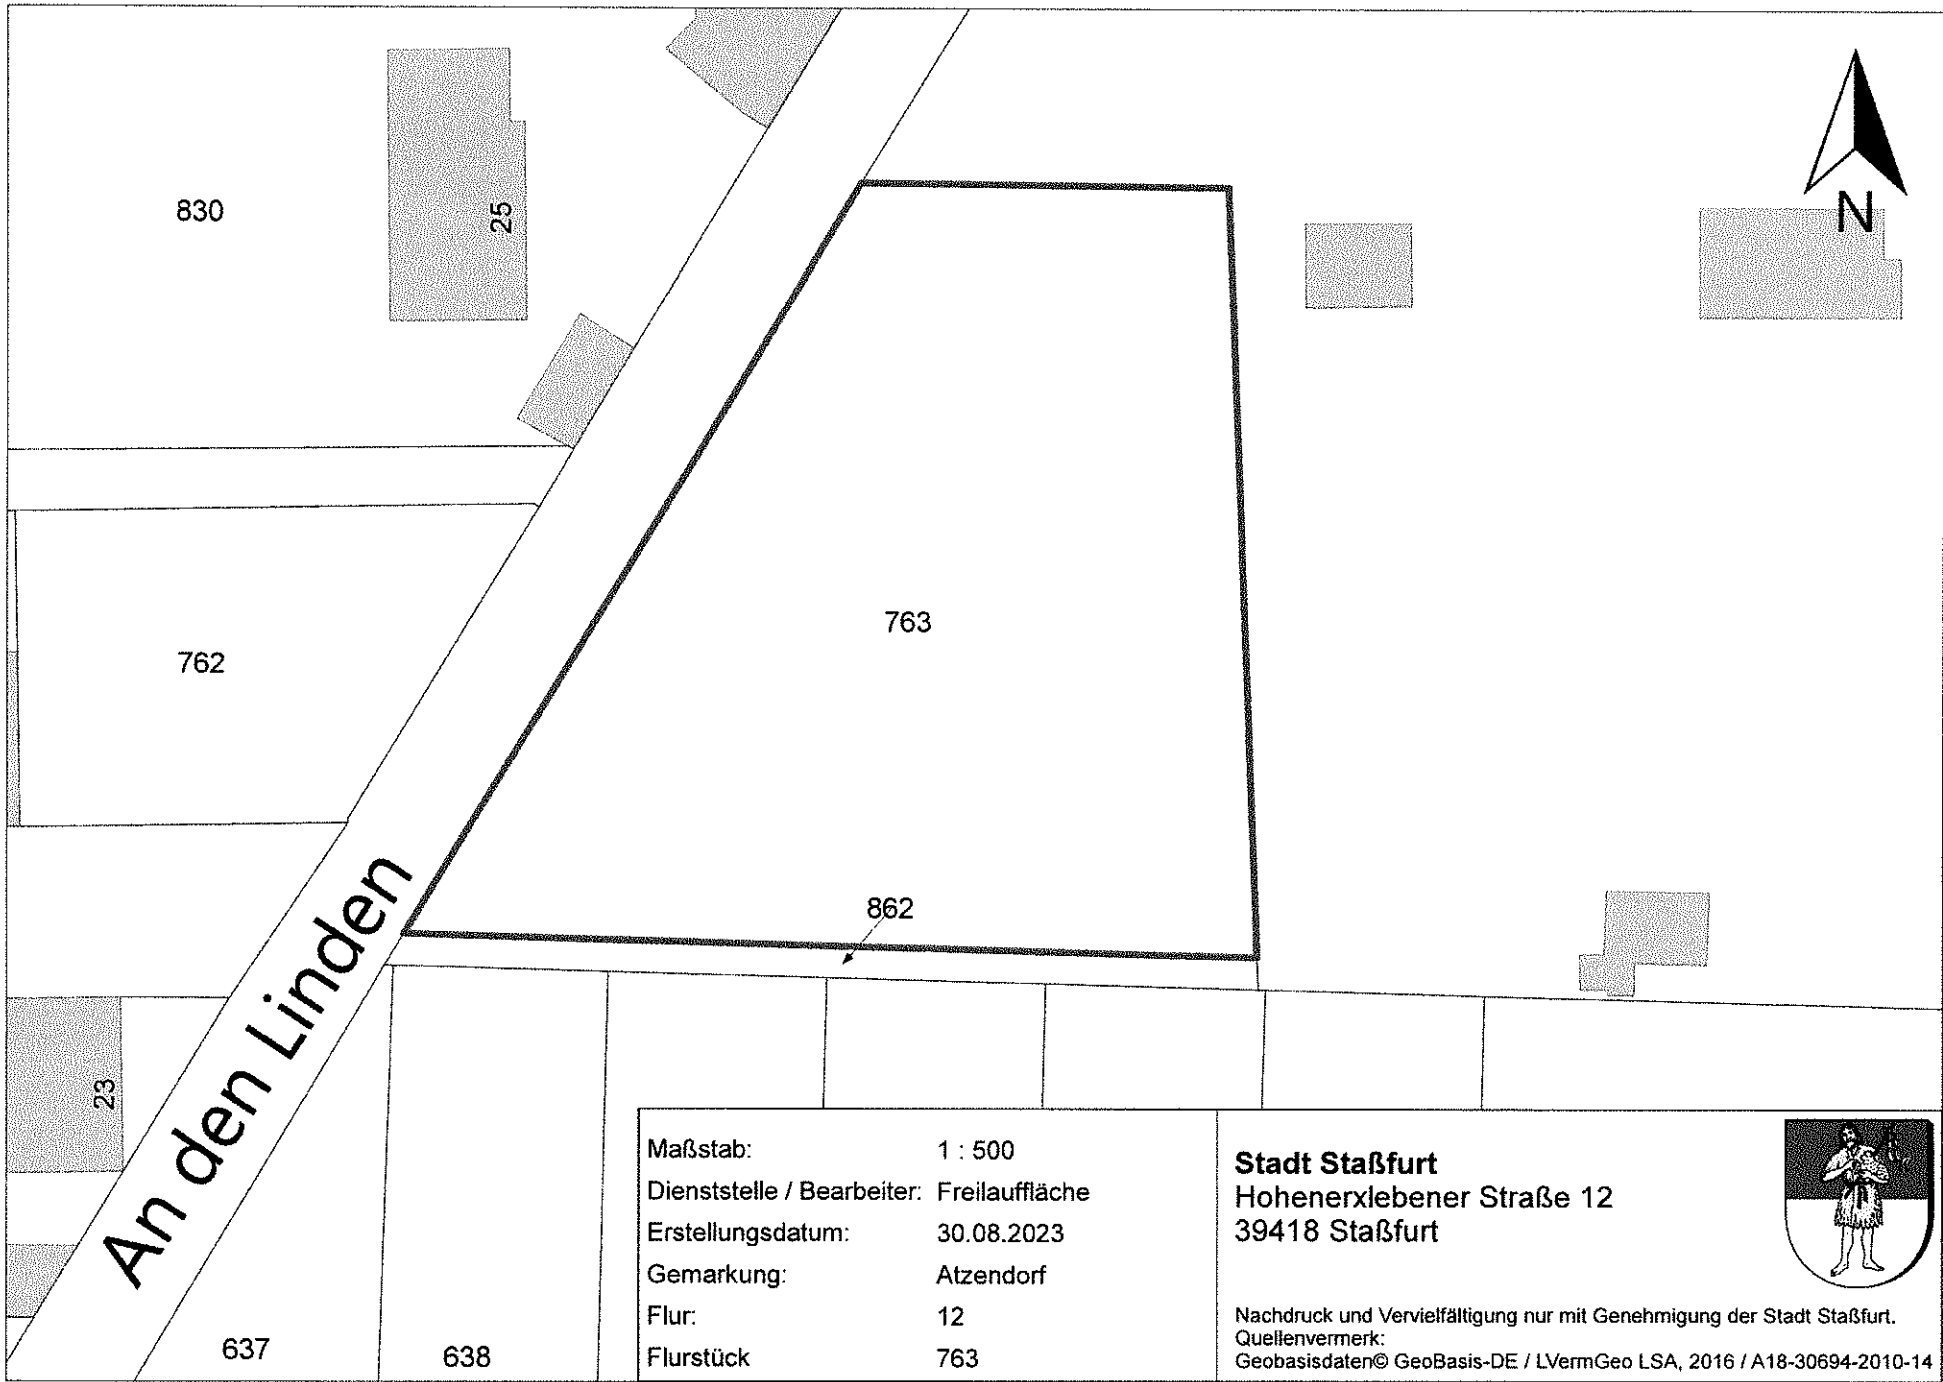 830
25
N
763
762
862
An den Linden
23
637
638
Maßstab: 1 : 500
Dienststelle / Bearbeiter: Freilauffläche
Erstellungsdatum: 30.08.2023
Gemarkung: Atzendorf
Flur: 12
Flurstück 763
Stadt Staßfurt
Hohenerxlebener Straße 12
39418 Staßfurt
Nachdruck und Vervielfältigung nur mit Genehmigung der Stadt Staßfurt.
Quellenvermerk:
Geobasisdaten© GeoBasis-DE / LVermGeo LSA, 2016 / A18-30694-2010-14